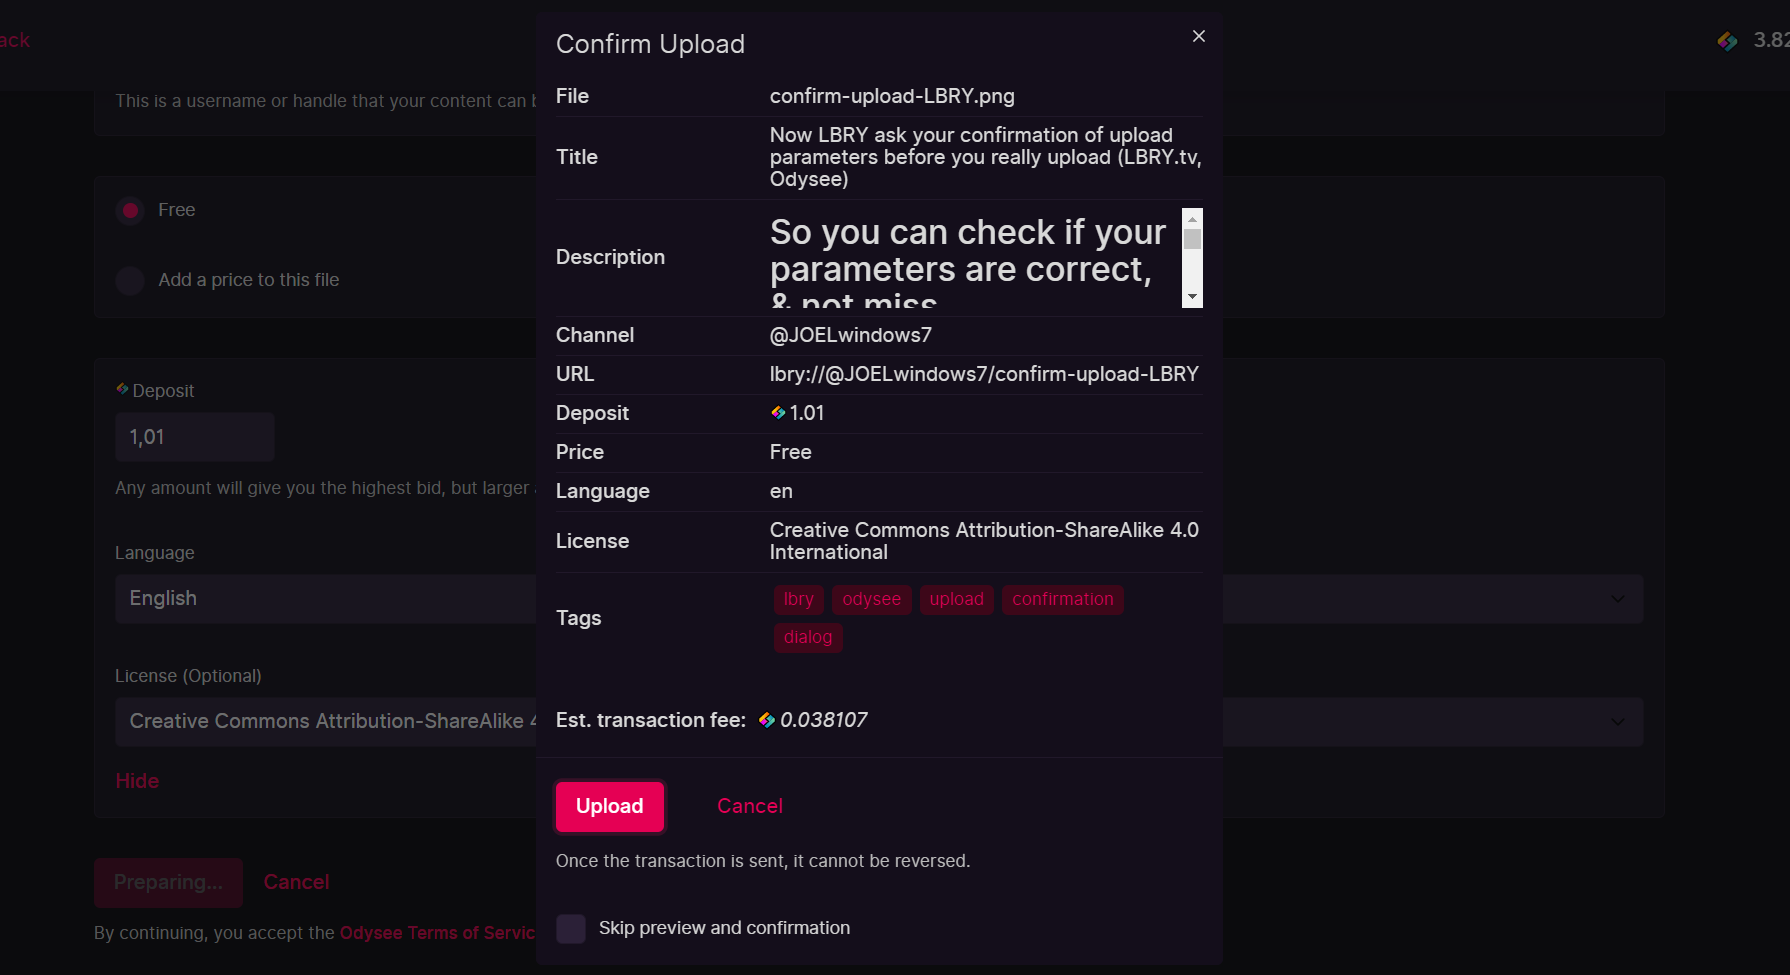 ack
3.82
This is a username or handle that your content can b
Free
Add a price to this file
Deposit
1,01
Any amount will give you the highest bid, but larger
Language
English
License (Optional)
Creative Commons Attribution-ShareAlike 4
Hide
Preparing... Cancel
By continuing, you accept the Odysee Terms of Servic
Confirm Upload
File confirm-upload-LBRY.png
Title
Now LBRY ask your confirmation of upload
parameters before you really upload (LBRY.tv,
Odysee)
Description
So you can check if your
parameters are correct,
& not miss
Channel @JOELwindows7
URL lbry://@JOELwindows7/confirm-upload-LBRY
Deposit 1.01
Price Free
Language en
License
Creative Commons Attribution-ShareAlike 4.0
International
Tags
lbry odysee upload confirmation
dialog
Est. transaction fee: 0.038107
Upload Cancel
Once the transaction is sent, it cannot be reversed.
Skip preview and confirmation